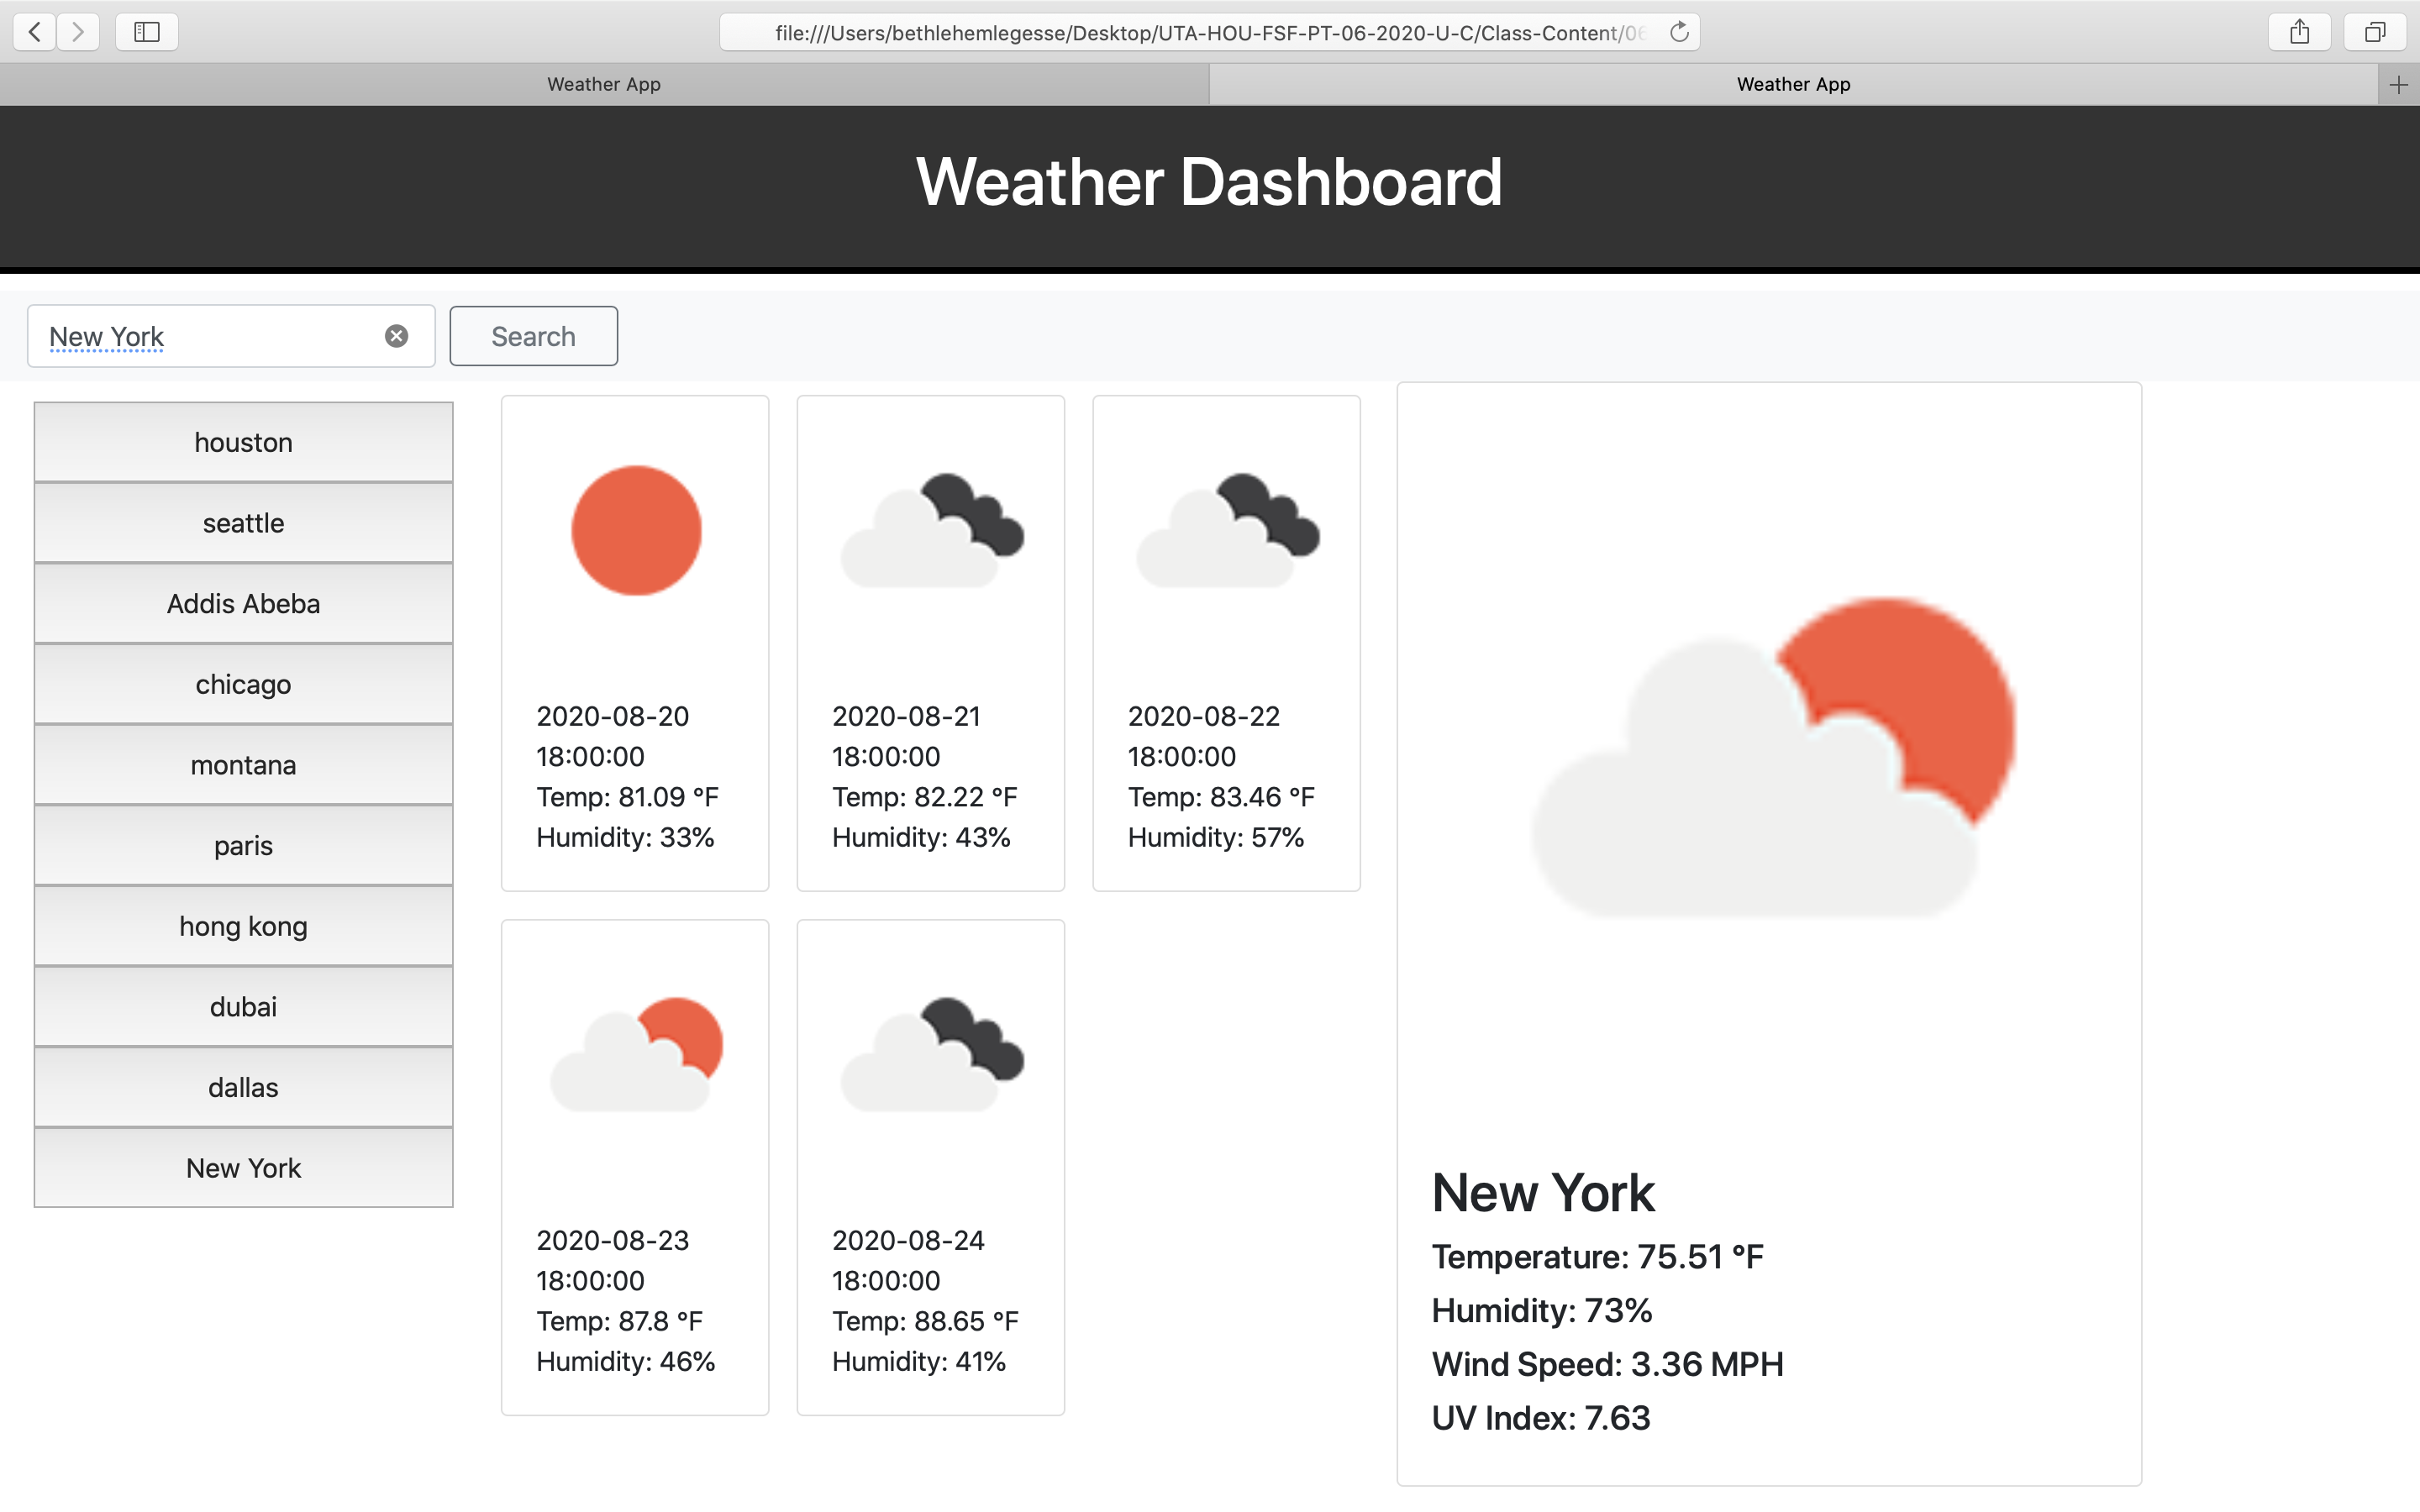 file:///Users/bethlehemlegesse/Desktop/UTA-HOU-FSF-PT-06-2020-U-C/Class-Content/06
Weather App
Weather App
Weather Dashboard
New York
Search
houston
seattle
Addis Abeba
chicago
montana
paris
hong kong
dubai
dallas
New York
2020-08-20
18:00:00
Temp: 81.09 °F
Humidity: 33%
2020-08-21
18:00:00
Temp: 82.22 °F
Humidity: 43%
2020-08-22
18:00:00
Temp: 83.46 °F
Humidity: 57%
2020-08-23
18:00:00
Temp: 87.8 °F
Humidity: 46%
2020-08-24
18:00:00
Temp: 88.65 °F
Humidity: 41%
New York
Temperature: 75.51 °F
Humidity: 73%
Wind Speed: 3.36 MPH
UV Index: 7.63